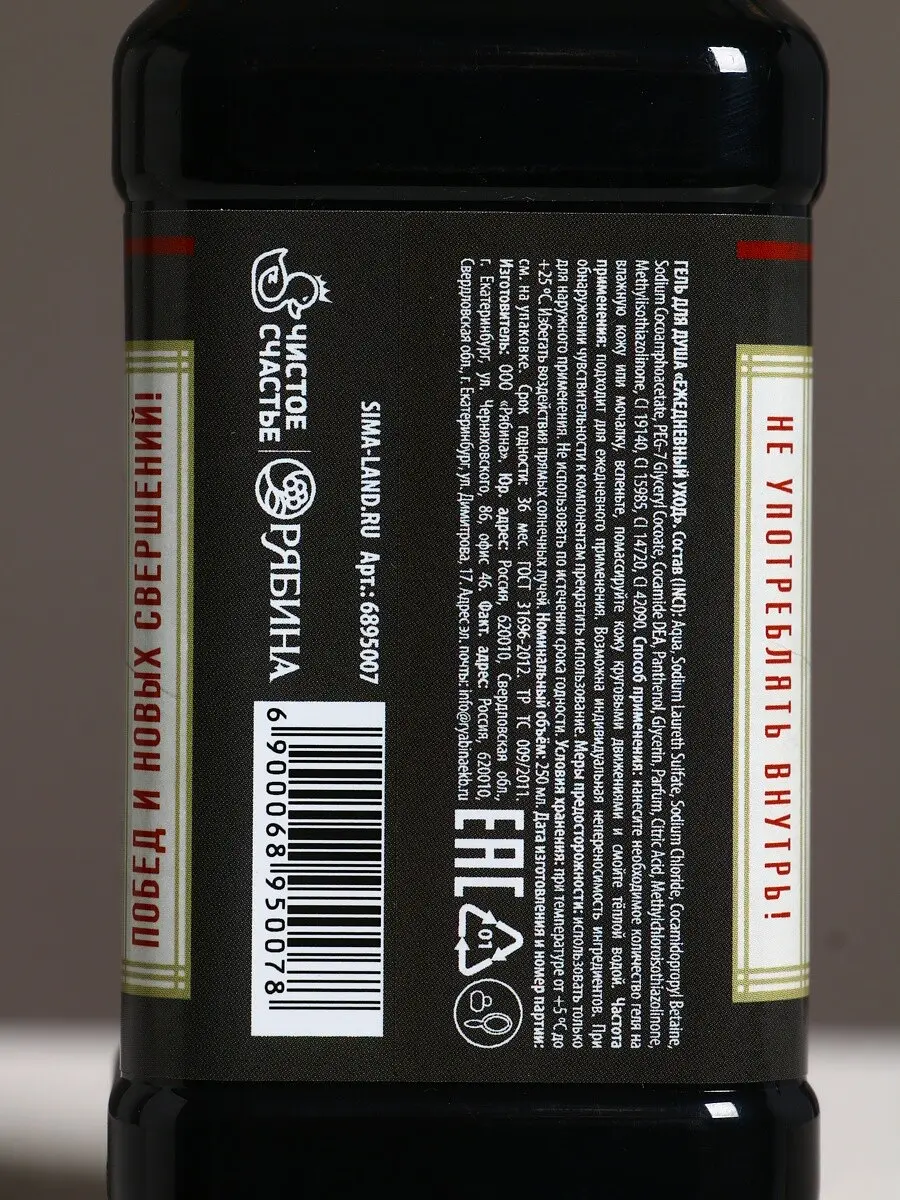 НЕ УПОТРЕБЛЯТЬ ВНУТРЬ!
ГЕЛЬ ДЛЯ ДУША «ЕЖЕДНЕВНЫЙ УХОД». Состав (INCI): Aqua, Sodium Laureth Sulfate, Sodium Chloride, Cocamidopropyl Betaine,
Sodium Cocoamphoacetate, PEG-7 Glyceryl Cocoate, Cocamide DEA, Panthenol, Glycerin, Parfum, Citric Acid, Methylchloroisothiazolinone,
Methylisothiazolinone, CI 19140, CI 15985, CI 14720, CI 42090. Способ применения: нанесите необходимое количество геля на
влажную кожу или мочалку, вспеньте, помассируйте кожу круговыми движениями и смойте тёплой водой. Частота
применения: подходит для ежедневного применения. Возможна индивидуальная непереносимость ингредиентов. При
обнаружении чувствительности к компонентам прекратить использование. Меры предосторожности: использовать только
для наружного применения. Не использовать по истечении срока годности. Условия хранения: при температуре от +5 °С до
+25 °С. Избегать воздействия прямых солнечных лучей. Номинальный объём: 250 мл. Дата изготовления и номер партии:
см. на упаковке. Срок годности: 36 мес. ГОСТ 31696-2012. ТР ТС 009/2011
Изготовитель: ООО «Рябина». Юр. адрес: Россия, 620010, Свердловская обл.,
г. Екатеринбург, ул. Черняховского, 86, офис 46. Факт. адрес: Россия, 620010,
Свердловская обл., г. Екатеринбург, ул. Димитрова, 17. Адрес эл. почты: info@ryabinaekb.ru
EAC
01
SIMA-LAND.RU Арт.: 6895007
ЧИСТОЕ
СЧАСТЬЕ
РЯБИНА
6 900068 950078
ПОБЕД И НОВЫХ СВЕРШЕНИЙ!